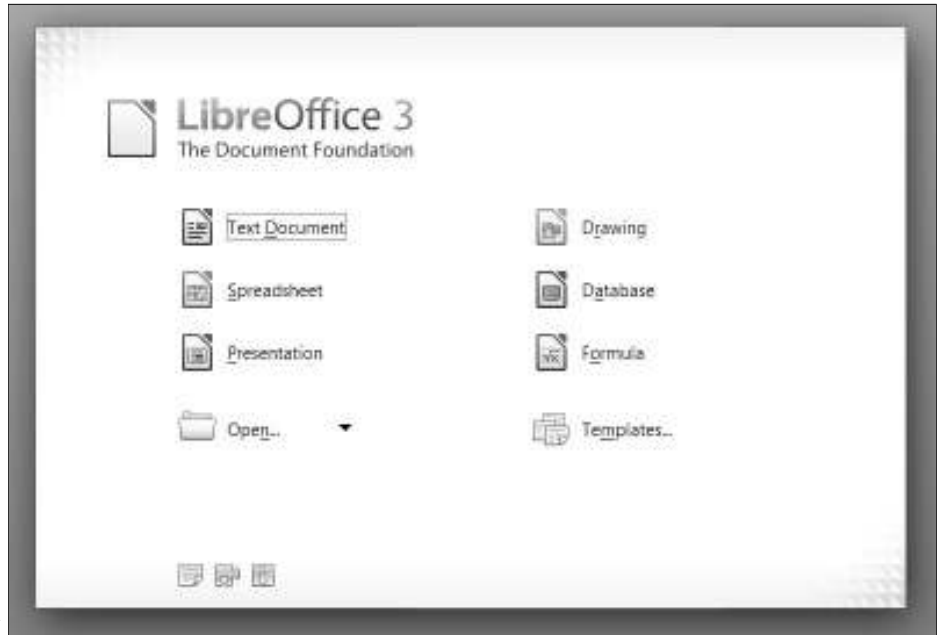 LibreOffice 3
The Document Foundation
Text Document
Drawing
Spreadsheet
Database
Presentation
Formula
Open...
Templates...